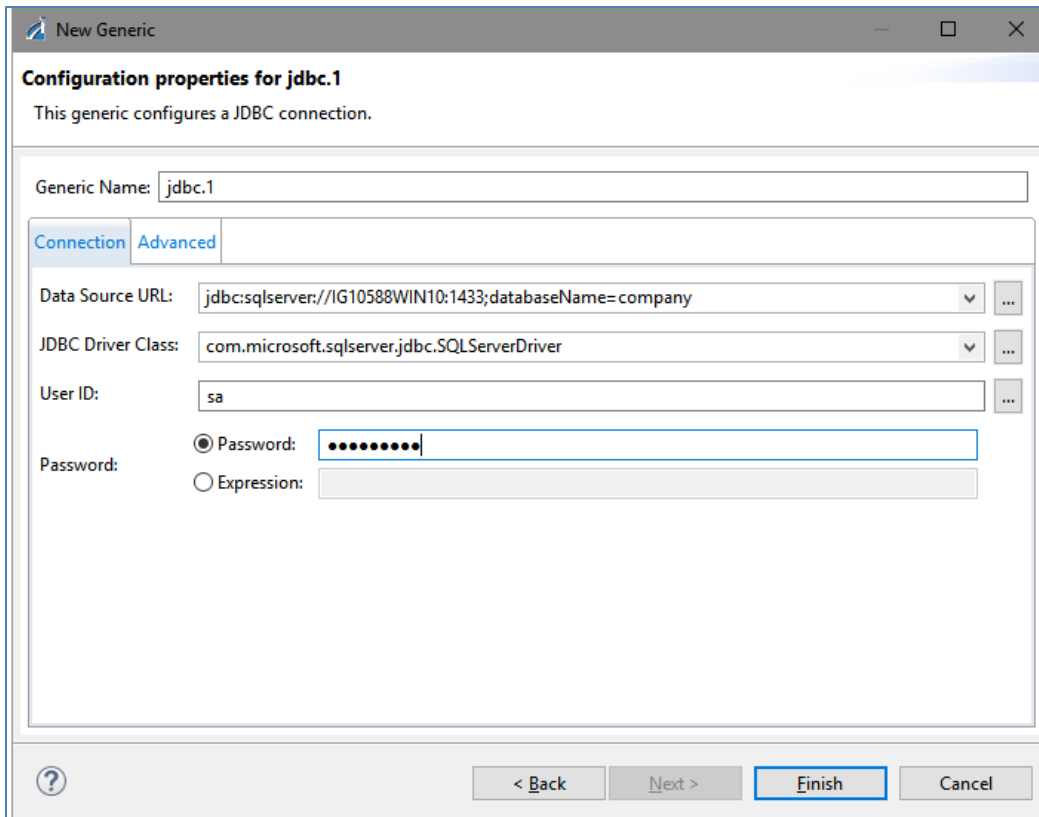 New Generic
Configuration properties for jdbc.1
This generic configures a JDBC connection.
Generic Name: jdbc.1
Connection Advanced
Data Source URL: jdbc:sqlserver://IG10588WIN10:1433;databaseName=company ...
JDBC Driver Class: com.microsoft.sqlserver.jdbc.SQLServerDriver ...
User ID: sa ...
Password: ●●●●●●●●●
Password:
Expression:
? < Back Next > Finish Cancel